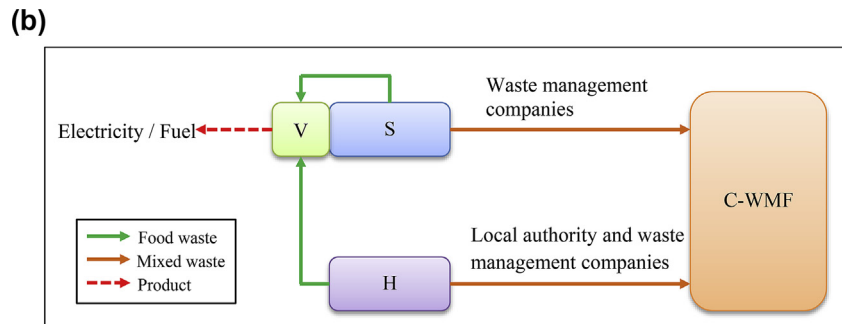 (b)
Waste management
companies
Electricity / Fuel
V
S
C-WMF
Food waste
Mixed waste
Product
Local authority and waste
management companies
H